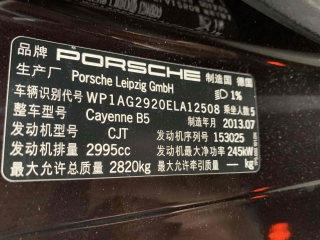 品牌 PORSCHE 制造国 德国
生产厂 Porsche Leipzig GmbH 1%
车辆识别代号 WP1AG2920ELA12508 乘坐人数 5
整车型号 Cayenne B5 制造年月 2013.07
发动机型号 CJT 发动机序列号 153025
发动机排量 2995cc 发动机最大净功率 245kW
最大允许总质量 2820kg 最大允许牵引质量 — kg